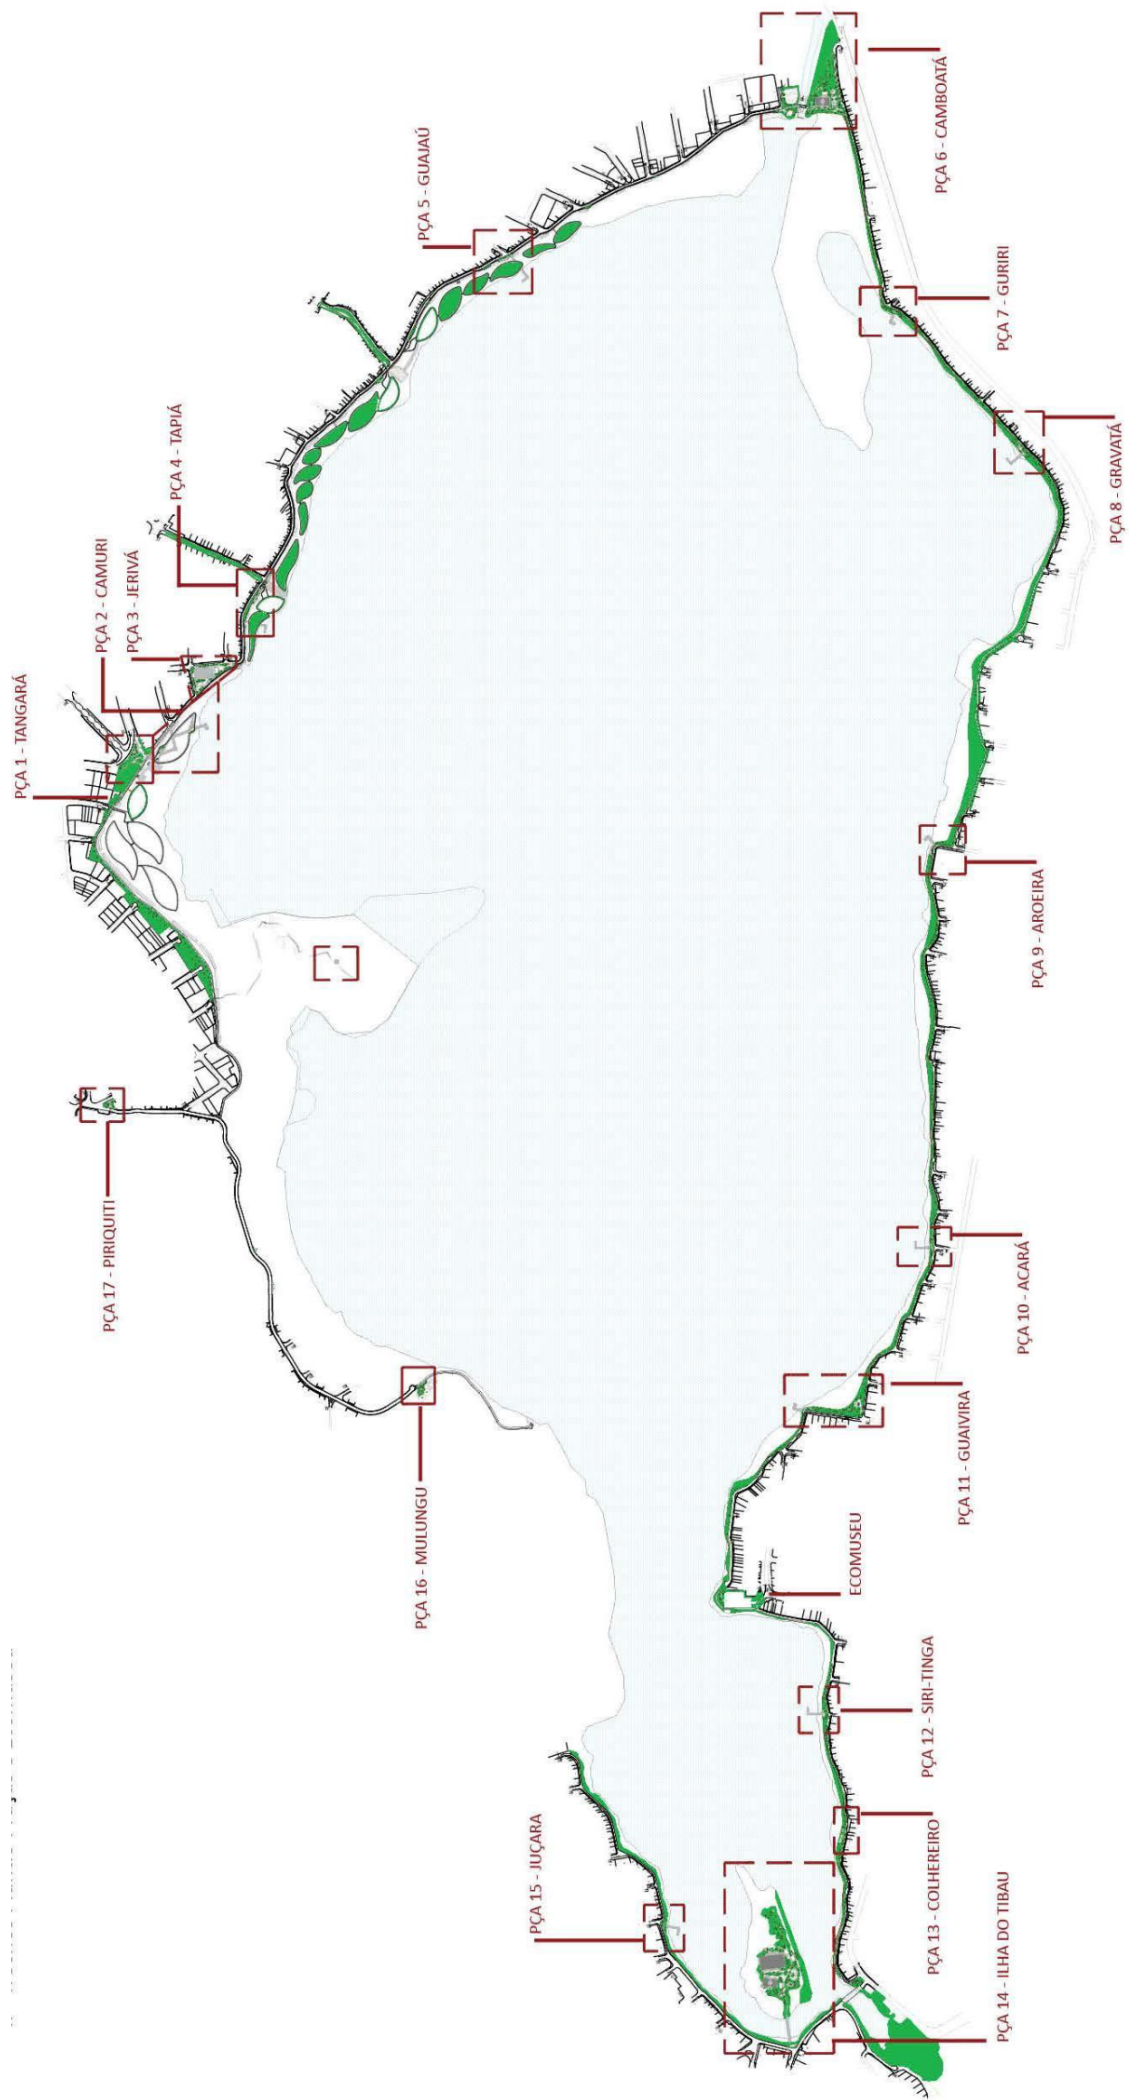 PÇA 1 - TANGARÁ
PÇA 2 - CAMURI
PÇA 3 - JERIVÁ
PÇA 4 - TAPIÁ
PÇA 5 - GUAJAÚ
PÇA 6 - CAMBOATÁ
PÇA 7 - GURIRI
PÇA 8 - GRAVATÁ
PÇA 9 - AROEIRA
PÇA 10 - ACARÁ
PÇA 11 - GUAIVIRA
ECOMUSEU
PÇA 12 - SIRI-TINGA
PÇA 13 - COLHEREIRO
PÇA 14 - ILHA DO TIBAU
PÇA 15 - JUÇARA
PÇA 16 - MULUNGU
PÇA 17 - PIRIQUITI